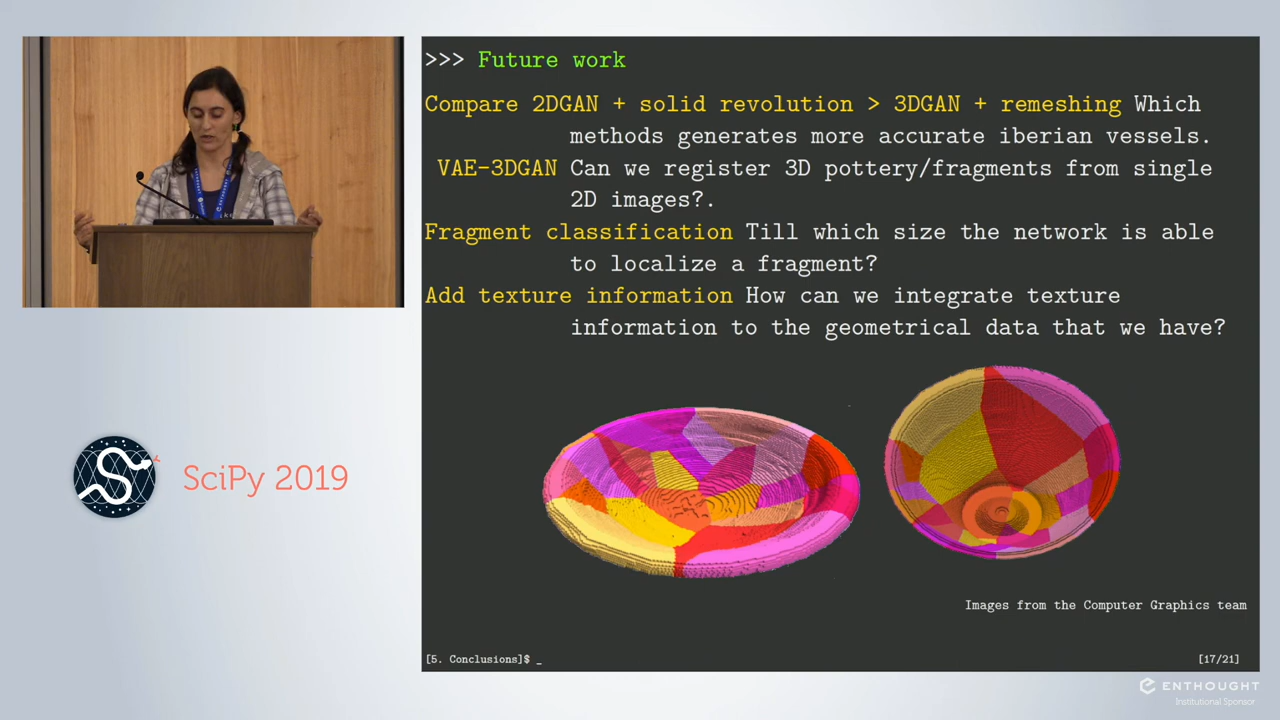 >>> Future work
Compare 2DGAN + solid revolution > 3DGAN + remeshing Which
methods generates more accurate iberian vessels.
VAE-3DGAN Can we register 3D pottery/fragments from single
2D images?.
Fragment classification Till which size the network is able
to localize a fragment?
Add texture information How can we integrate texture
information to the geometrical data that we have?
Images from the Computer Graphics team
[5. Conclusions]$ _
[17/21]
SciPy 2019
ENTHOUGHT
Institutional Sponsor